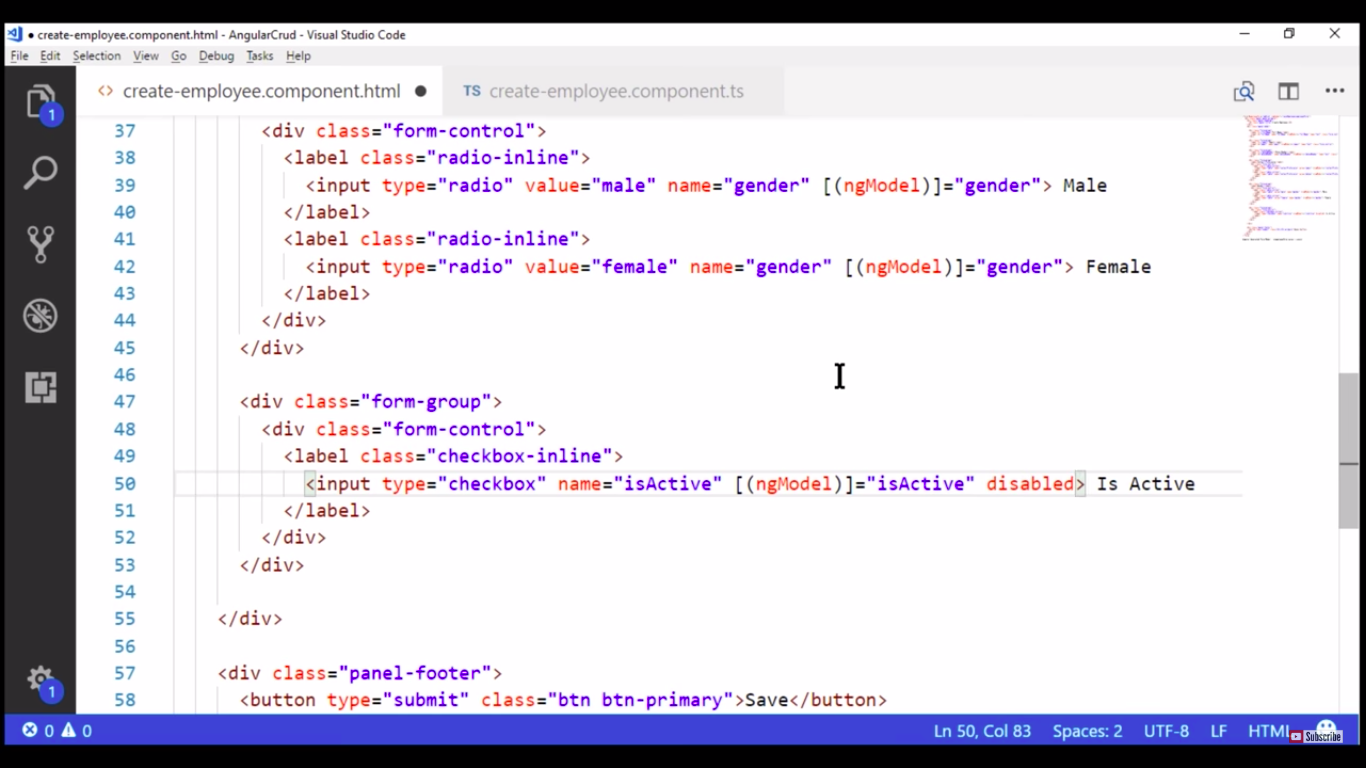 ● create-employee.component.html - AngularCrud - Visual Studio Code
File Edit Selection View Go Debug Tasks Help
<> create-employee.component.html ● TS create-employee.component.ts
1
37 <div class="form-control">
38 <label class="radio-inline">
39 <input type="radio" value="male" name="gender" [(ngModel)]="gender"> Male
40 </label>
41 <label class="radio-inline">
42 <input type="radio" value="female" name="gender" [(ngModel)]="gender"> Female
43 </label>
44 </div>
45 </div>
46
47 <div class="form-group">
48 <div class="form-control">
49 <label class="checkbox-inline">
50 <input type="checkbox" name="isActive" [(ngModel)]="isActive" disabled> Is Active
51 </label>
52 </div>
53 </div>
54
55 </div>
56
57 <div class="panel-footer">
58 <button type="submit" class="btn btn-primary">Save</button>
1
0 0 Ln 50, Col 83 Spaces: 2 UTF-8 LF HTML
Subscribe